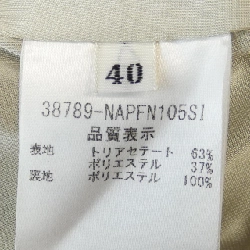 40
38789-NAPFN105SI
品質表示
表地 トリアセテート 63%
ポリエステル 37%
裏地 ポリエステル 100%